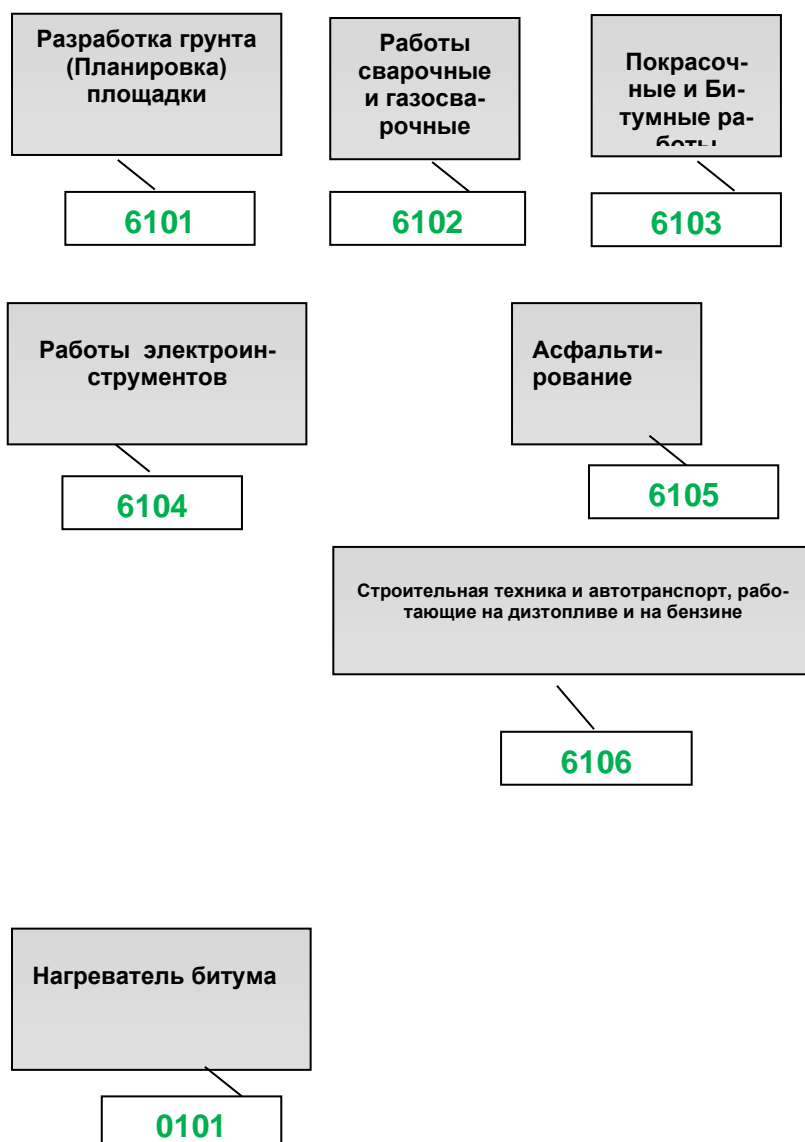 Разработка грунта
(Планировка)
площадки
Работы
сварочные
и газосва-
рочные
Покрасоч-
ные и Би-
тумные ра-
боты
6101
6102
6103
Работы электроин-
струментов
Асфальти-
рование
6104
6105
Строительная техника и автотранспорт, рабо-
тающие на дизтопливе и на бензине
6106
Нагреватель битума
0101